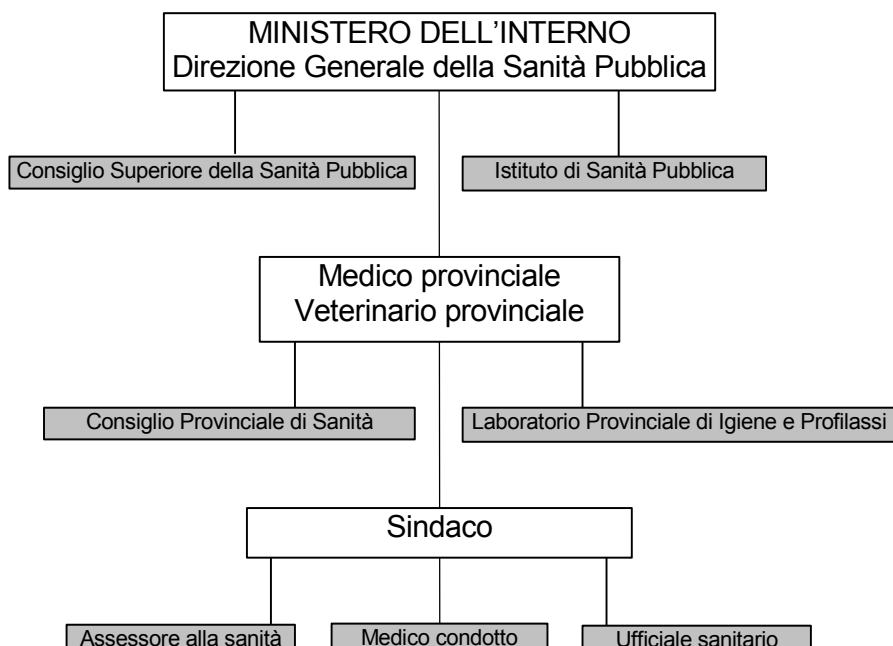 MINISTERO DELL'INTERNO
Direzione Generale della Sanità Pubblica
Consiglio Superiore della Sanità Pubblica
Istituto di Sanità Pubblica
Medico provinciale
Veterinario provinciale
Consiglio Provinciale di Sanità
Laboratorio Provinciale di Igiene e Profilassi
Sindaco
Assessore alla sanità
Medico condotto
Ufficiale sanitario